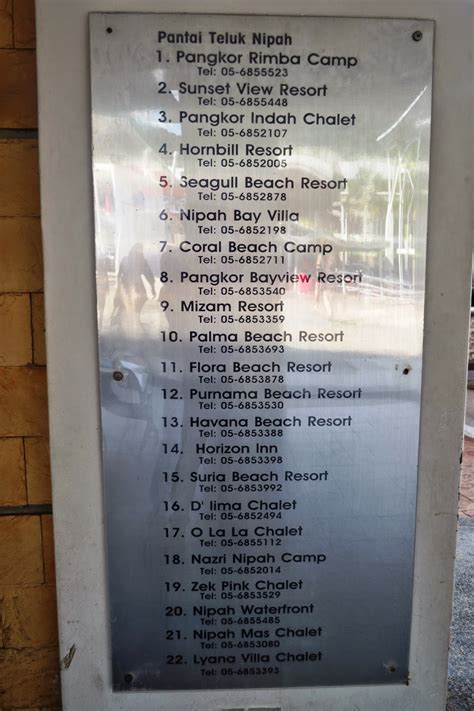 Pantai Teluk Nipah
1. Pangkor Rimba Camp
Tel: 05-6855523
2. Sunset View Resort
Tel: 05-6855448
3. Pangkor Indah Chalet
Tel: 05-6852107
4. Hornbill Resort
Tel: 05-6852005
5. Seagull Beach Resort
Tel: 05-6852878
6. Nipah Bay Villa
Tel: 05-6852198
7. Coral Beach Camp
Tel: 05-6852711
8. Pangkor Bayview Resort
Tel: 05-6853540
9. Mizam Resort
Tel: 05-6853359
10. Palma Beach Resort
Tel: 05-6853693
11. Flora Beach Resort
Tel: 05-6853878
12. Purnama Beach Resort
Tel: 05-6853530
13. Havana Beach Resort
Tel: 05-6853388
14. Horizon Inn
Tel: 05-6853398
15. Suria Beach Resort
Tel: 05-6853992
16. D' lima Chalet
Tel: 05-6852494
17. O La La Chalet
Tel: 05-6855112
18. Nazri Nipah Camp
Tel: 05-6852014
19. Zek Pink Chalet
Tel: 05-6853529
20. Nipah Waterfront
Tel: 05-6855485
21. Nipah Mas Chalet
Tel: 05-6853080
22. Lyana Villa Chalet
Tel: 05-6853393